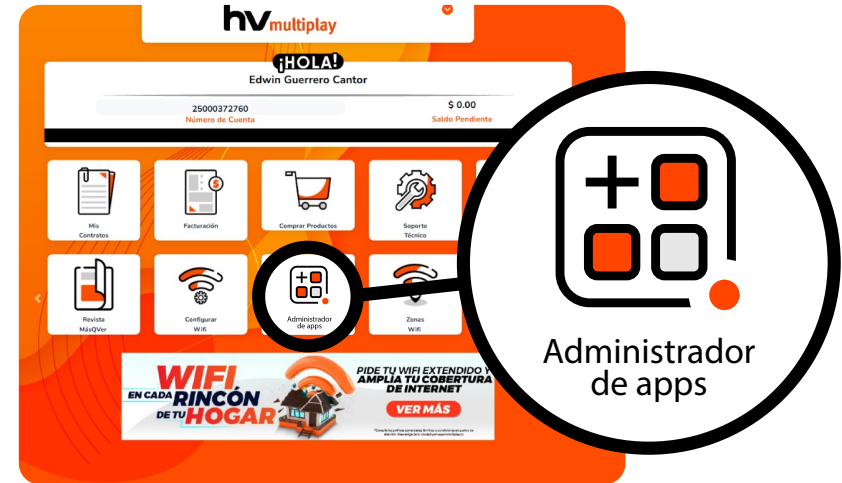 hv multiplay
¡HOLA!
Edwin Guerrero Cantor
25000372760
Número de Cuenta
$ 0.00
Saldo Pendiente
Mis
Contratos
Facturación
Comprar Productos
Soporte
Técnico
Revista
MásQVer
Configurar
Wifi
Administrador
de apps
Zonas
Wifi
Administrador
de apps
WIFI
EN CADA RINCÓN
DE TU HOGAR
PIDE TU WIFI EXTENDIDO Y
AMPLIA TU COBERTURA
DE INTERNET
VER MÁS